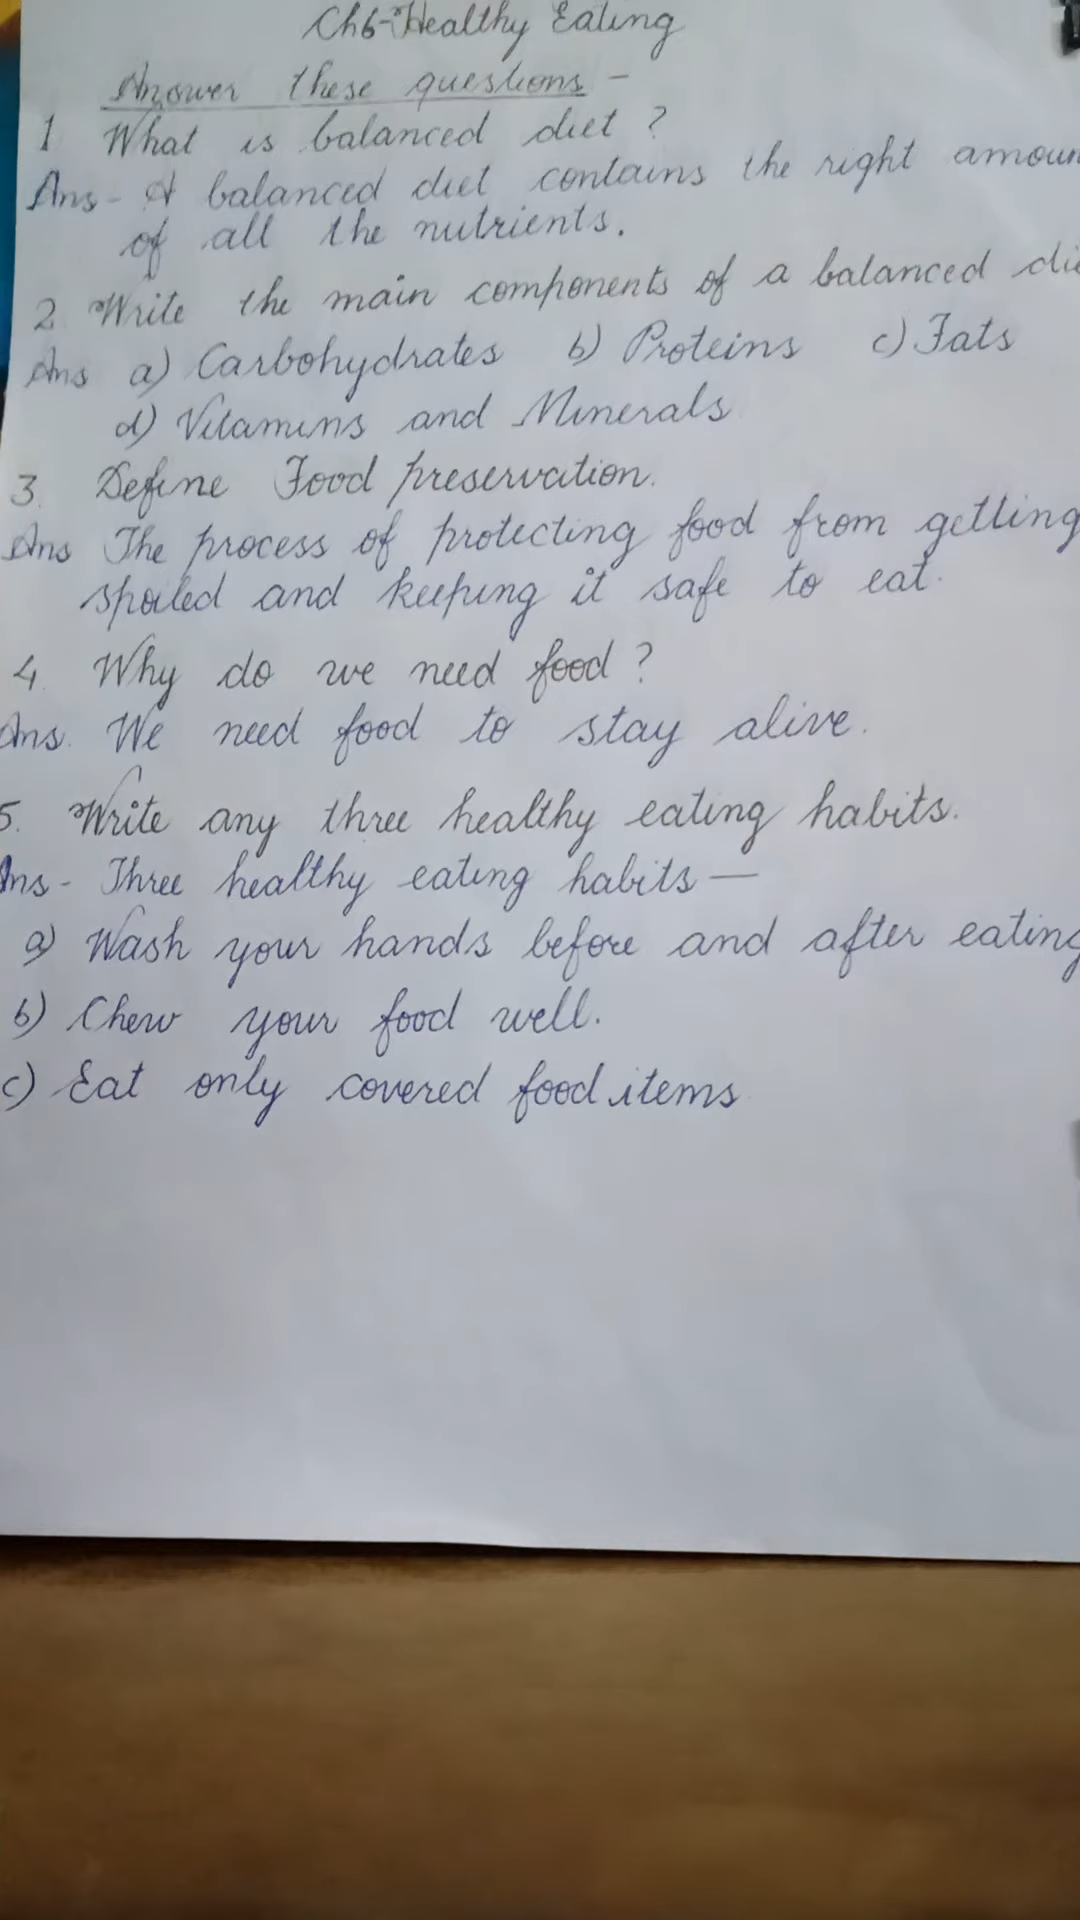 Ch6-Healthy Eating
Answer these questions -
1 What is balanced diet ?
Ans - A balanced diet contains the right amoun
of all the nutrients.
2 Write the main components of a balanced die
Ans a) Carbohydrates b) Proteins c) Fats
d) Vitamins and Minerals
3. Define Food preservation.
Ans The process of protecting food from getting
spoiled and keeping it safe to eat.
4. Why do we need food ?
Ans. We need food to stay alive.
5. Write any three healthy eating habits.
Ans - Three healthy eating habits —
a) Wash your hands before and after eating
b) Chew your food well.
c) Eat only covered food items